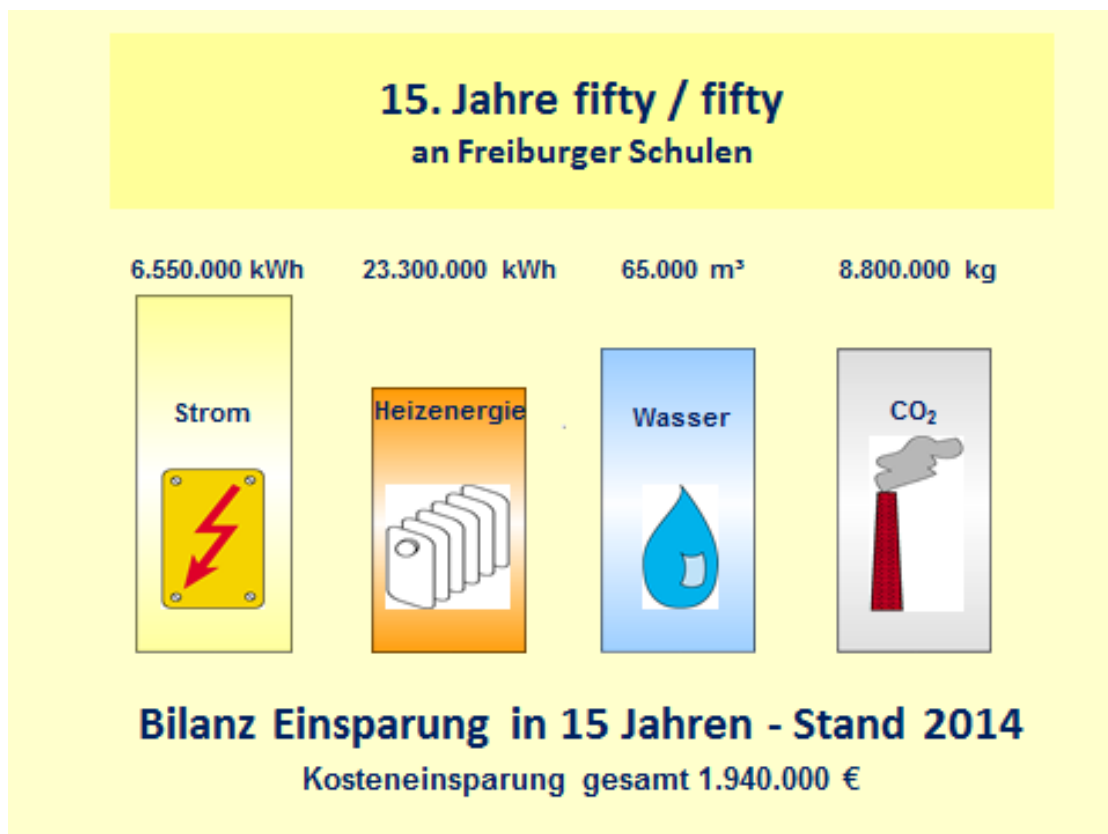 15. Jahre fifty / fifty
an Freiburger Schulen
6.550.000 kWh
23.300.000 kWh
65.000 m³
8.800.000 kg
Strom
Heizenergie
Wasser
CO₂
Bilanz Einsparung in 15 Jahren - Stand 2014
Kosteneinsparung gesamt 1.940.000 €